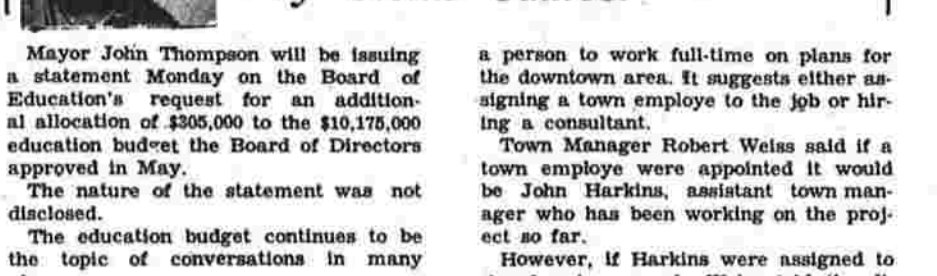 Mayor John Thompson will be issuing
a statement Monday on the Board of
Education's request for an addition-
al allocation of $305,000 to the $10,175,000
education budget the Board of Directors
approved in May.
The nature of the statement was not
disclosed.
The education budget continues to be
the topic of conversations in many
a person to work full-time on plans for
the downtown area. It suggests either as-
signing a town employe to the job or hir-
ing a consultant.
Town Manager Robert Weiss said if a
town employe were appointed it would
be John Harkins, assistant town man-
ager who has been working on the proj-
ect so far.
However, if Harkins were assigned to